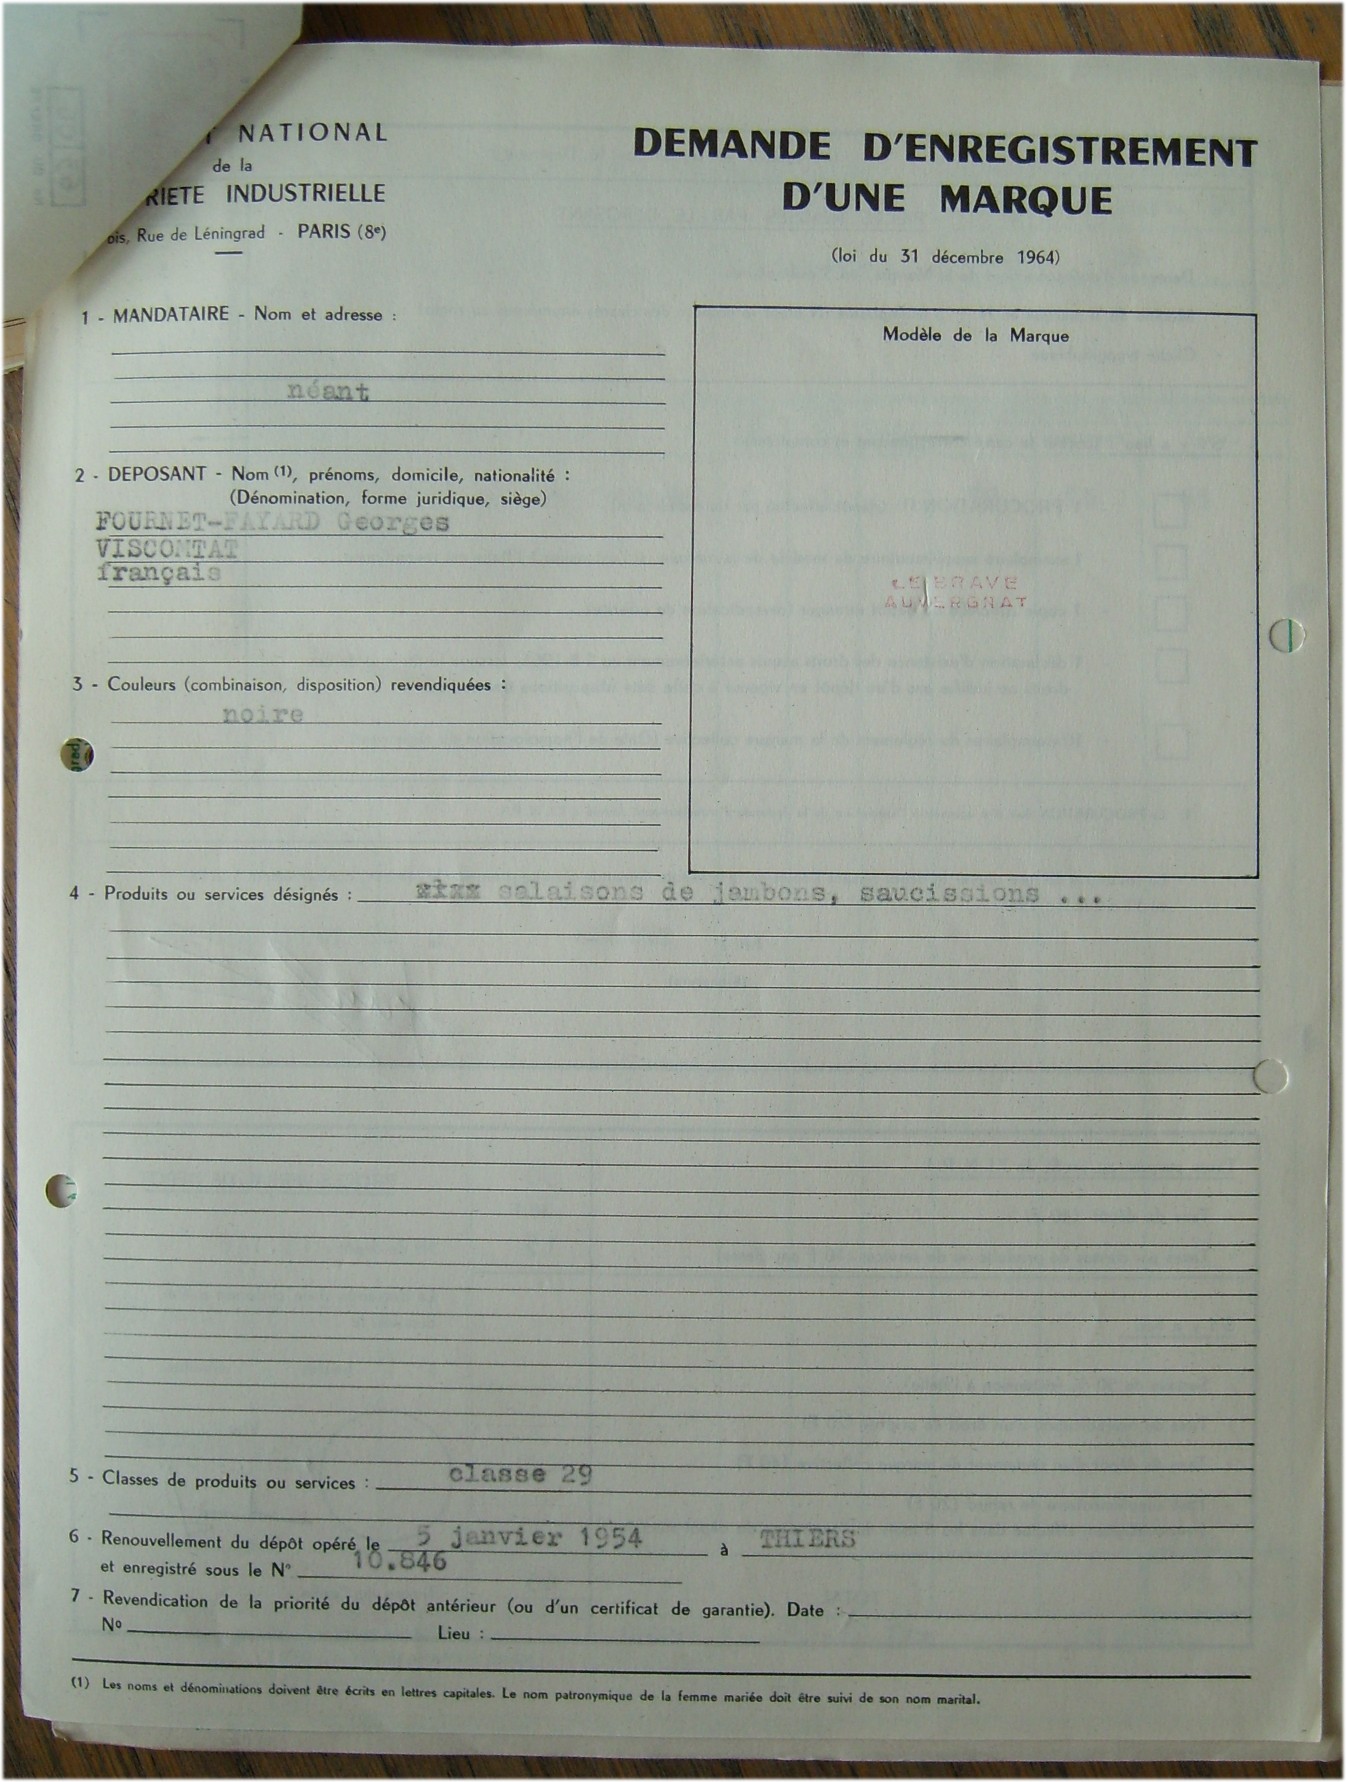 NATIONAL
de la
RIETE INDUSTRIELLE
bis, Rue de Léningrad - PARIS (8e)
DEMANDE D'ENREGISTREMENT
D'UNE MARQUE
(loi du 31 décembre 1964)
1 - MANDATAIRE - Nom et adresse :
néant
2 - DEPOSANT - Nom (1), prénoms, domicile, nationalité :
(Dénomination, forme juridique, siège)
FOURNET-FAYARD Georges
VISCOMTAT
français
3 - Couleurs (combinaison, disposition) revendiquées :
noire
Modèle de la Marque
LE BRAVE
AUVERGNAT
4 - Produits ou services désignés : salaisons de jambons, saucissions ...
5 - Classes de produits ou services : classe 29
6 - Renouvellement du dépôt opéré le 5 janvier 1954 à THIERS
et enregistré sous le N° 10.846
7 - Revendication de la priorité du dépôt antérieur (ou d'un certificat de garantie). Date :
No Lieu :
(1) Les noms et dénominations doivent être écrits en lettres capitales. Le nom patronymique de la femme mariée doit être suivi de son nom marital.